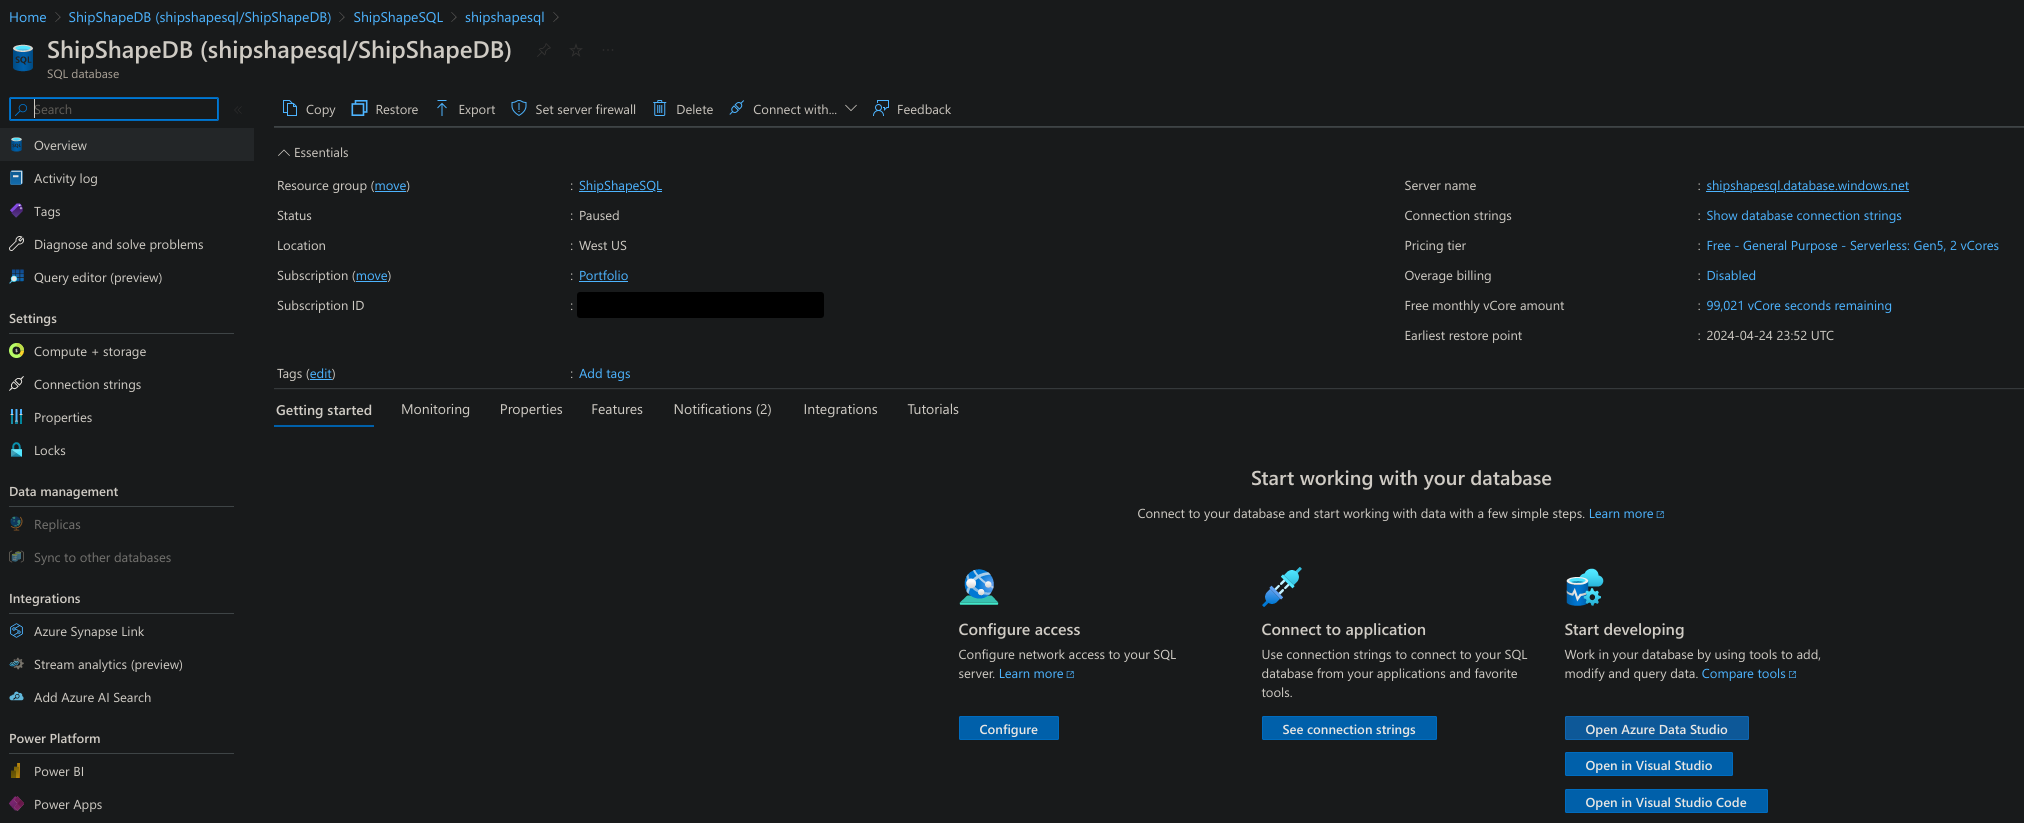 Home > ShipShapeDB (shipshapesql/ShipShapeDB) > ShipShapeSQL > shipshapesql >
ShipShapeDB (shipshapesql/ShipShapeDB)
SQL database
Search
Copy Restore Export Set server firewall Delete Connect with... Feedback
Overview
Activity log
Tags
Diagnose and solve problems
Query editor (preview)
Settings
Compute + storage
Connection strings
Properties
Locks
Data management
Replicas
Sync to other databases
Integrations
Azure Synapse Link
Stream analytics (preview)
Add Azure AI Search
Power Platform
Power BI
Power Apps
Essentials
Resource group (move) : ShipShapeSQL
Status : Paused
Location : West US
Subscription (move) : Portfolio
Subscription ID :
Server name : shipshapesql.database.windows.net
Connection strings : Show database connection strings
Pricing tier : Free - General Purpose - Serverless: Gen5, 2 vCores
Overage billing : Disabled
Free monthly vCore amount : 99,021 vCore seconds remaining
Earliest restore point : 2024-04-24 23:52 UTC
Tags (edit) : Add tags
Getting started Monitoring Properties Features Notifications (2) Integrations Tutorials
Start working with your database
Connect to your database and start working with data with a few simple steps. Learn more
Configure access
Configure network access to your SQL
server. Learn more
Configure
Connect to application
Use connection strings to connect to your SQL
database from your applications and favorite
tools.
See connection strings
Start developing
Work in your database by using tools to add,
modify and query data. Compare tools
Open Azure Data Studio
Open in Visual Studio
Open in Visual Studio Code